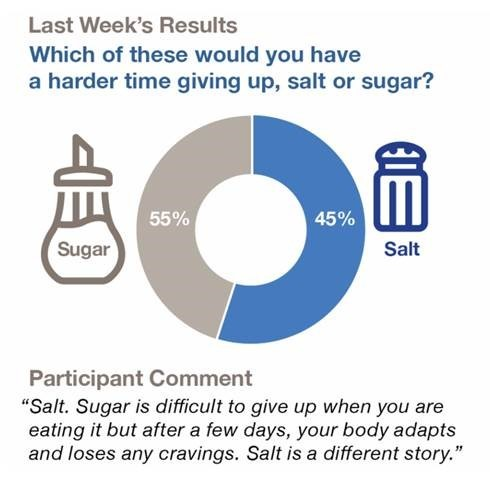 Last Week's Results
Which of these would you have
a harder time giving up, salt or sugar?
55%
45%
Sugar
Salt
Participant Comment
“Salt. Sugar is difficult to give up when you are
eating it but after a few days, your body adapts
and loses any cravings. Salt is a different story.”